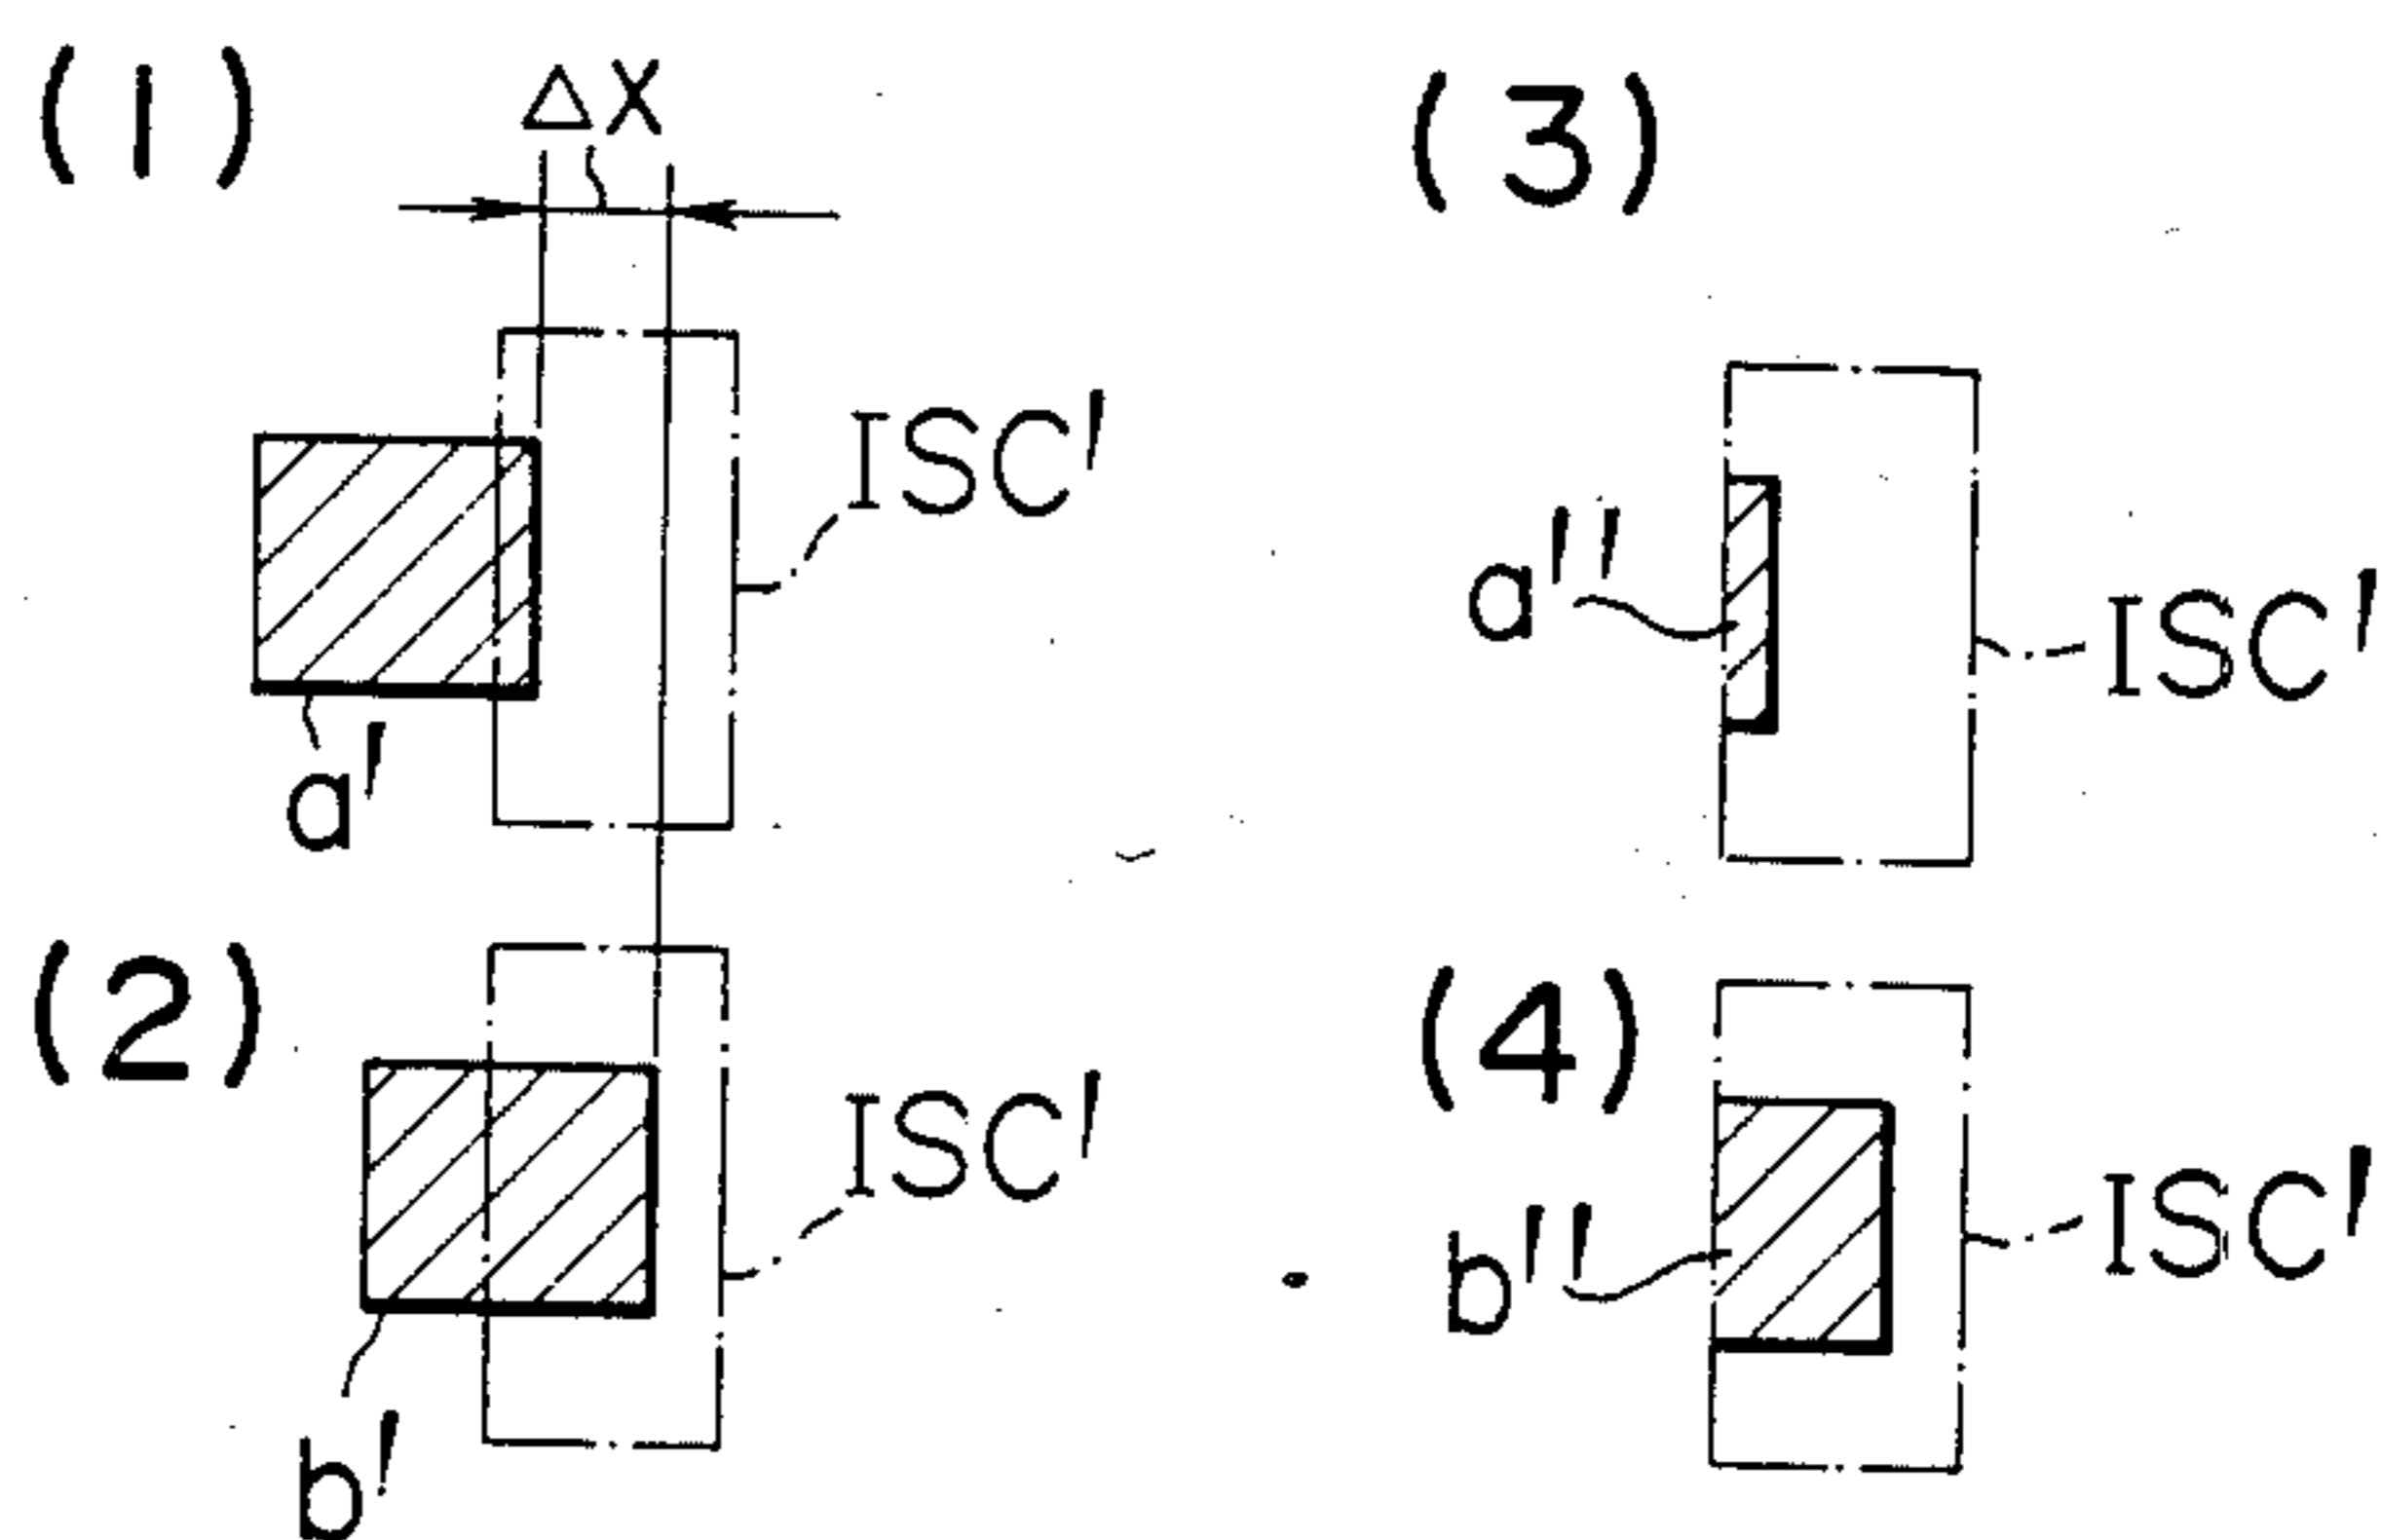 (1)
ΔX
ISC'
a'
(2)
ISC'
b'
(3)
a''
ISC'
(4)
b''
ISC'